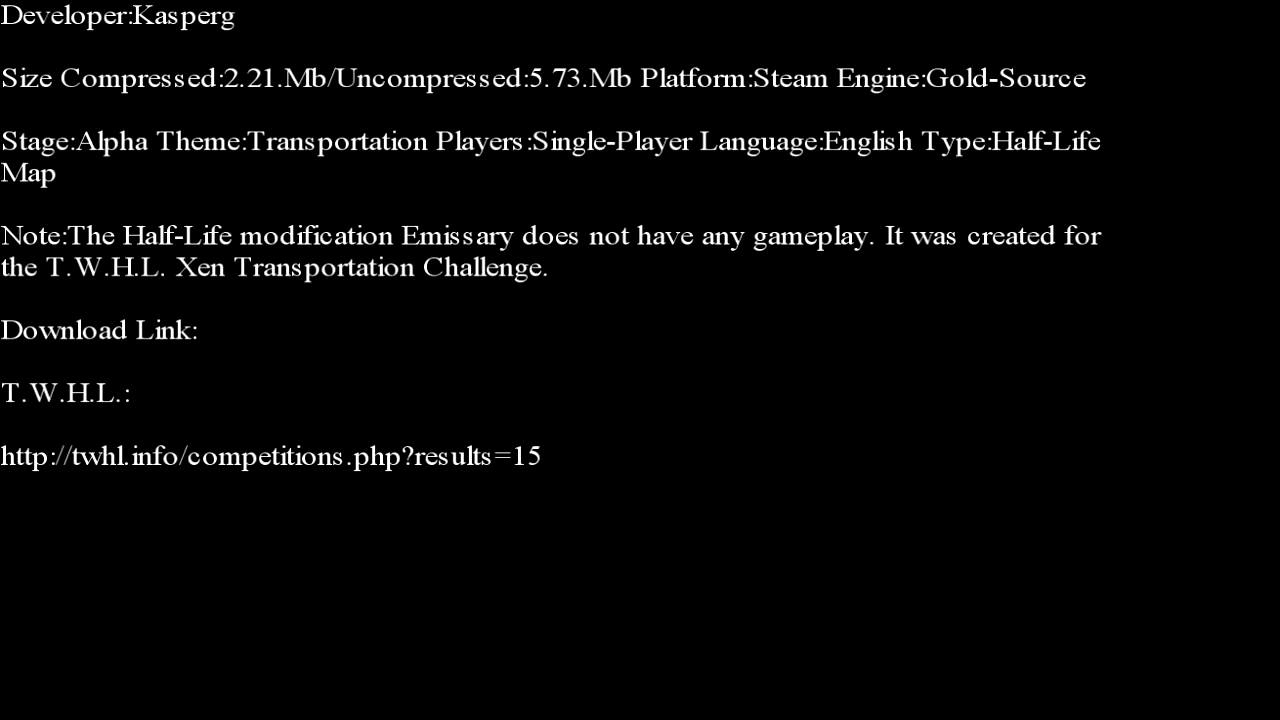 Developer:Kasperg
Size Compressed:2.21.Mb/Uncompressed:5.73.Mb Platform:Steam Engine:Gold-Source
Stage:Alpha Theme:Transportation Players:Single-Player Language:English Type:Half-Life
Map
Note:The Half-Life modification Emissary does not have any gameplay. It was created for
the T.W.H.L. Xen Transportation Challenge.
Download Link:
T.W.H.L.:
http://twhl.info/competitions.php?results=15